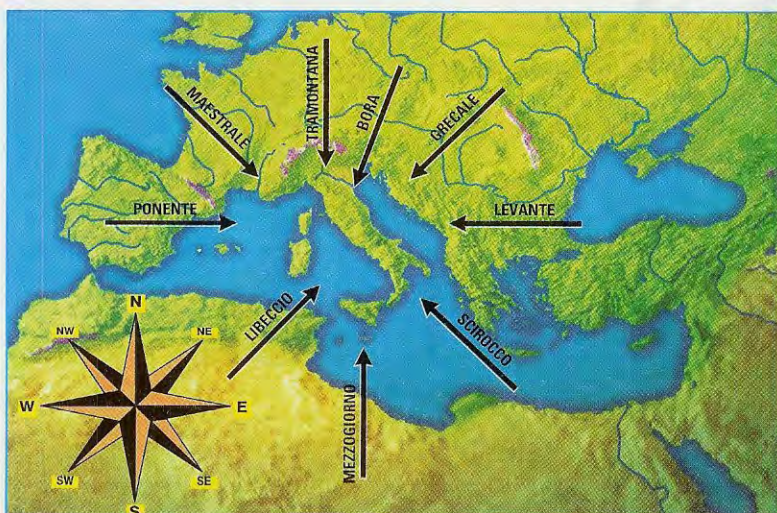 MAESTRALE
TRAMONTANA
BORA
GRECALE
PONENTE
LEVANTE
LIBECCIO
SCIROCCO
MEZZOGIORNO
N
NW
NE
W
E
SW
SE
S